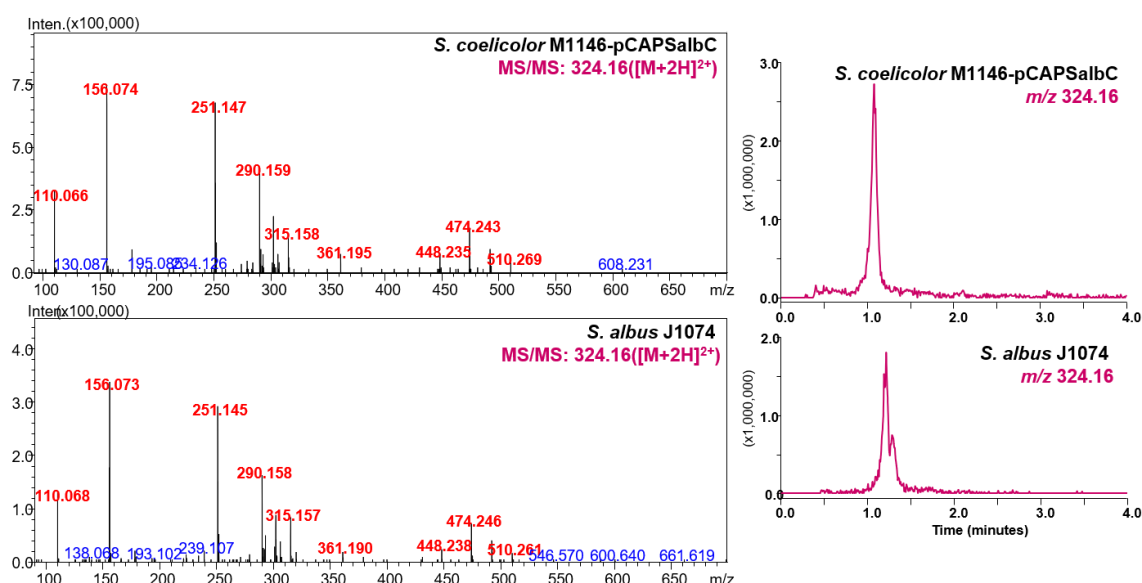 Inten.(x100,000)
S. coelicolor M1146-pCAPSalbC
MS/MS: 324.16([M+2H]²⁺)
7.5
5.0
2.5
0.0
156.074
251.147
290.159
110.066
315.158
361.195
474.243
448.235
510.269
130.087
195.086
234.126
608.231
100 150 200 250 300 350 400 450 500 550 600 650 m/z
Inten.(x100,000)
S. albus J1074
MS/MS: 324.16([M+2H]²⁺)
4.0
3.0
2.0
1.0
0.0
156.073
251.145
290.158
110.068
315.157
361.190
474.246
448.238
510.261
138.068
193.102
239.107
546.570
600.640
661.619
100 150 200 250 300 350 400 450 500 550 600 650 m/z
S. coelicolor M1146-pCAPSalbC
m/z 324.16
(x1,000,000)
3.0
2.0
1.0
0.0
0.0 1.0 2.0 3.0 4.0
S. albus J1074
m/z 324.16
(x1,000,000)
2.0
1.0
0.0
0.0 1.0 2.0 3.0 4.0
Time (minutes)